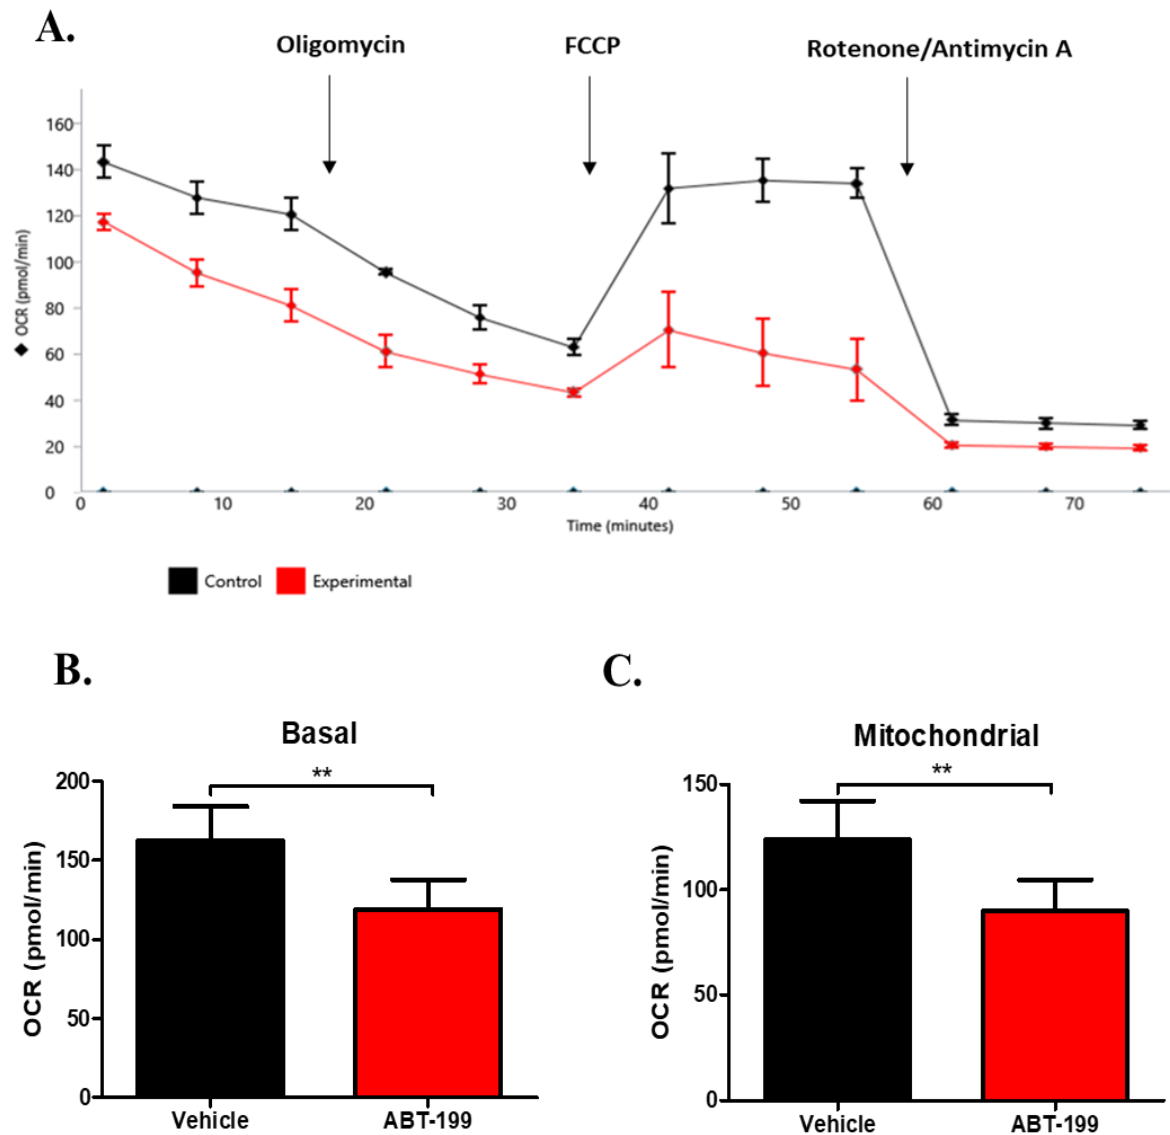 A.
Oligomycin
FCCP
Rotenone/Antimycin A
160
140
120
100
80
60
40
20
0
◆ OCR (pmol/min)
0 10 20 30 40 50 60 70
Time (minutes)
Control Experimental
B.
Basal
**
200
150
100
50
0
OCR (pmol/min)
Vehicle ABT-199
C.
Mitochondrial
**
150
100
50
0
OCR (pmol/min)
Vehicle ABT-199